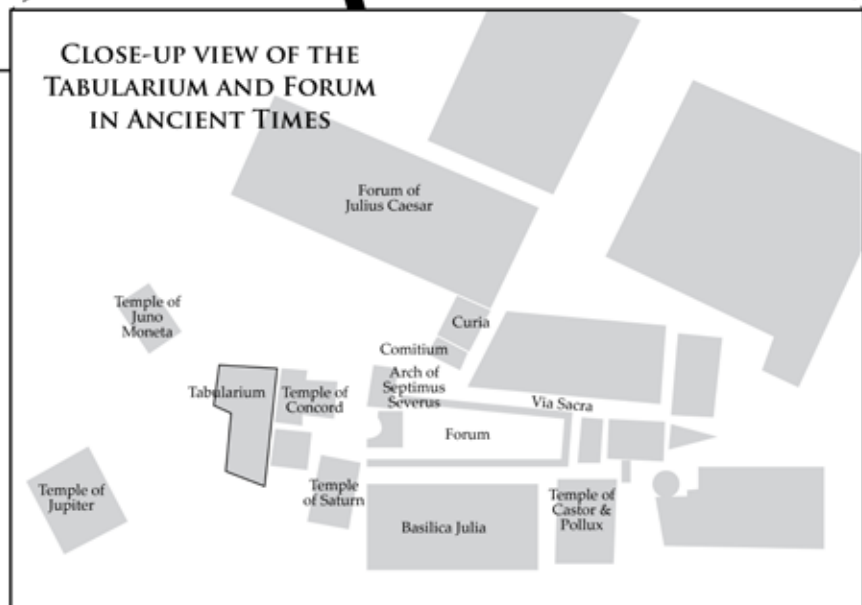 CLOSE-UP VIEW OF THE
TABULARIUM AND FORUM
IN ANCIENT TIMES
Forum of
Julius Caesar
Temple of
Juno
Moneta
Curia
Comitium
Arch of
Septimus
Severus
Tabularium
Temple of
Concord
Via Sacra
Forum
Temple of
Jupiter
Temple
of Saturn
Basilica Julia
Temple of
Castor &
Pollux